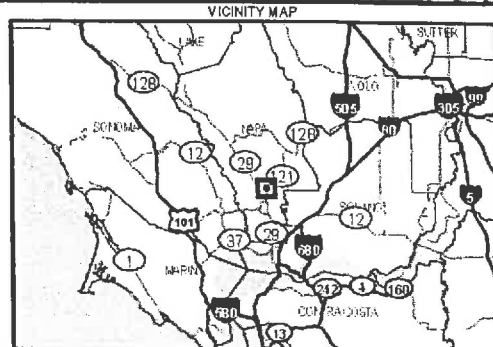 VICINITY MAP
LAKE
SUTTER
128
YOLO
505
305
99
80
SONOMA
NAPA
128
12
29
121
5
SOLANO
12
101
37
29
680
1
MARIN
242
4
160
580
CONTRA COSTA
13